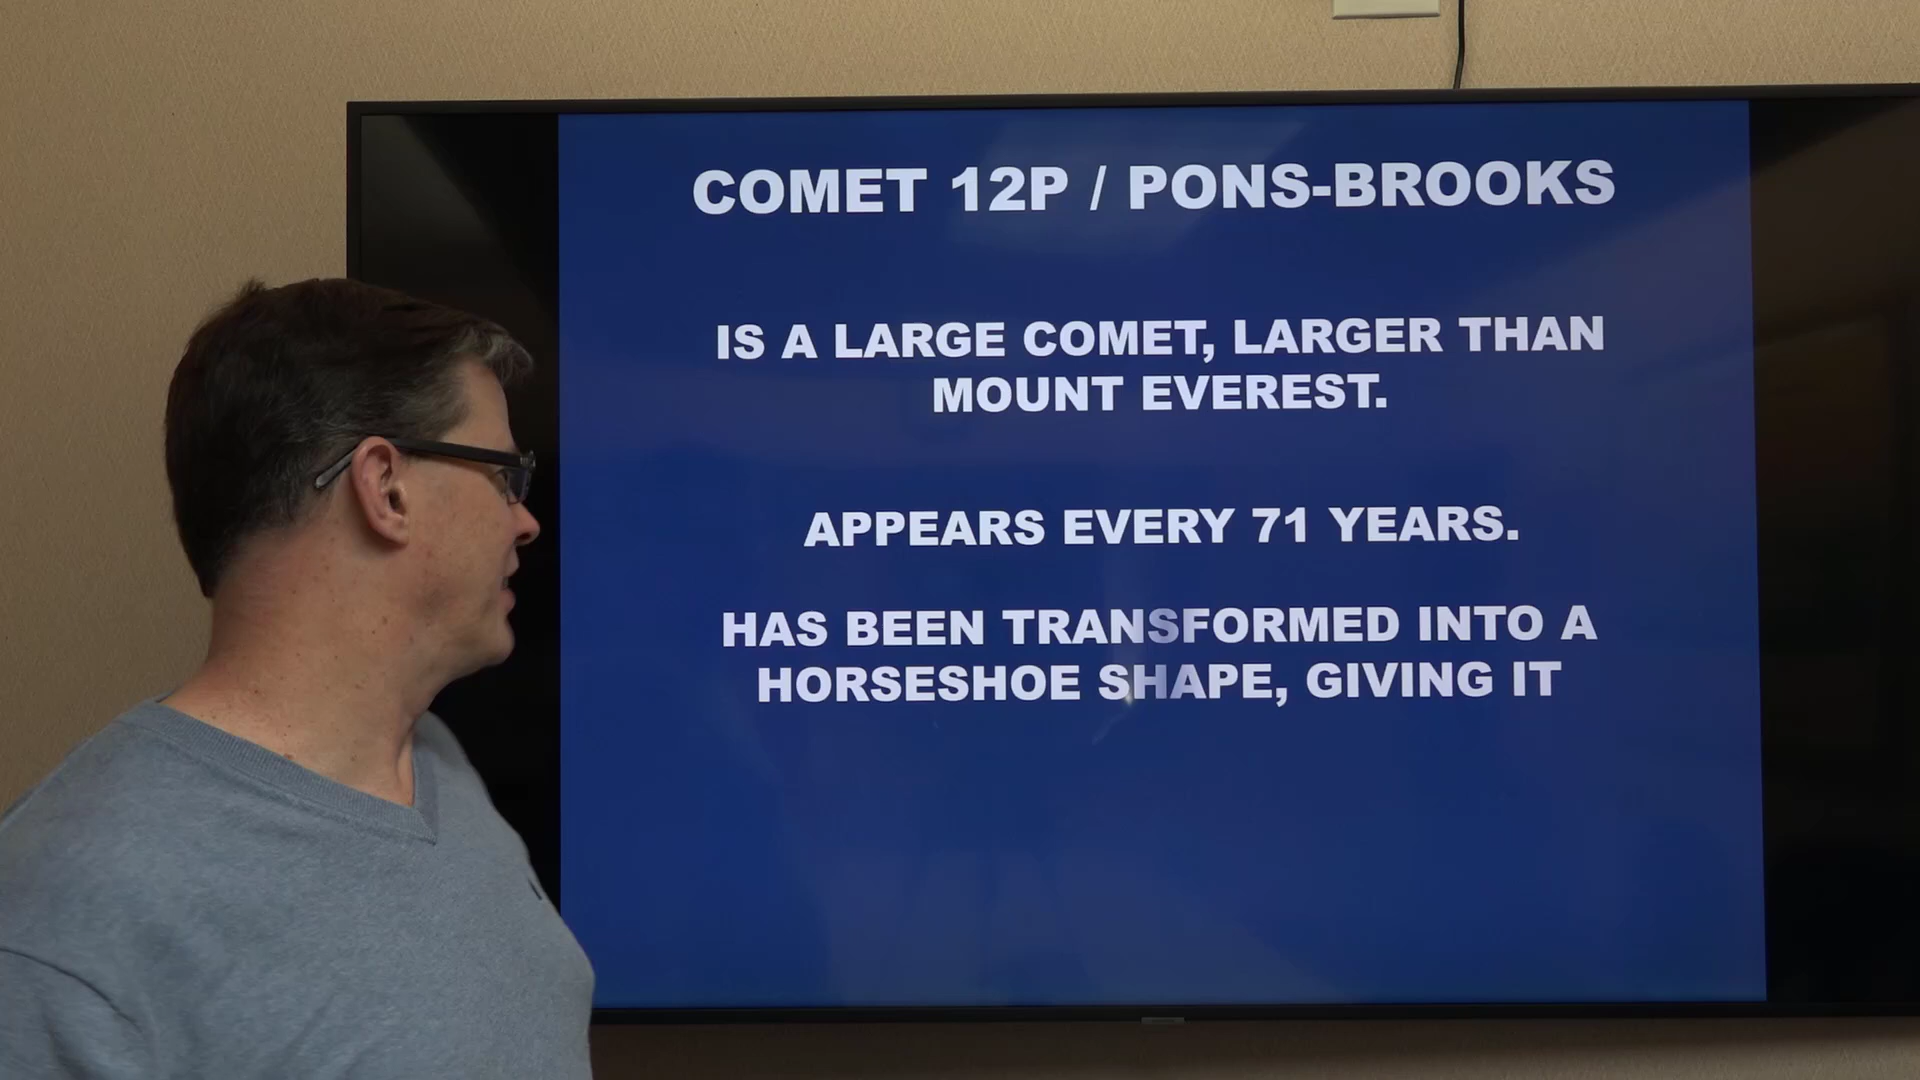 COMET 12P / PONS-BROOKS
IS A LARGE COMET, LARGER THAN
MOUNT EVEREST.
APPEARS EVERY 71 YEARS.
HAS BEEN TRANSFORMED INTO A
HORSESHOE SHAPE, GIVING IT